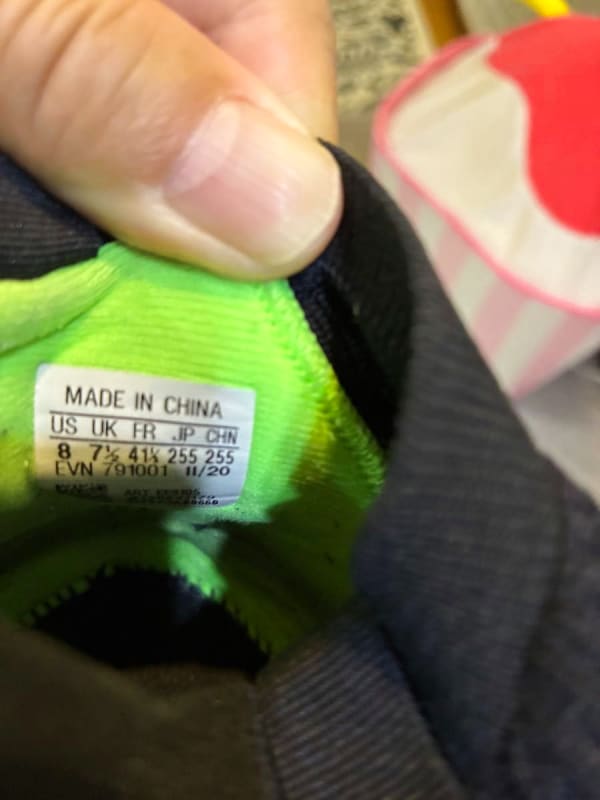 MADE IN CHINA
US UK FR JP CHN
8 7½ 41⅓ 255 255
EVN 791001 11/20